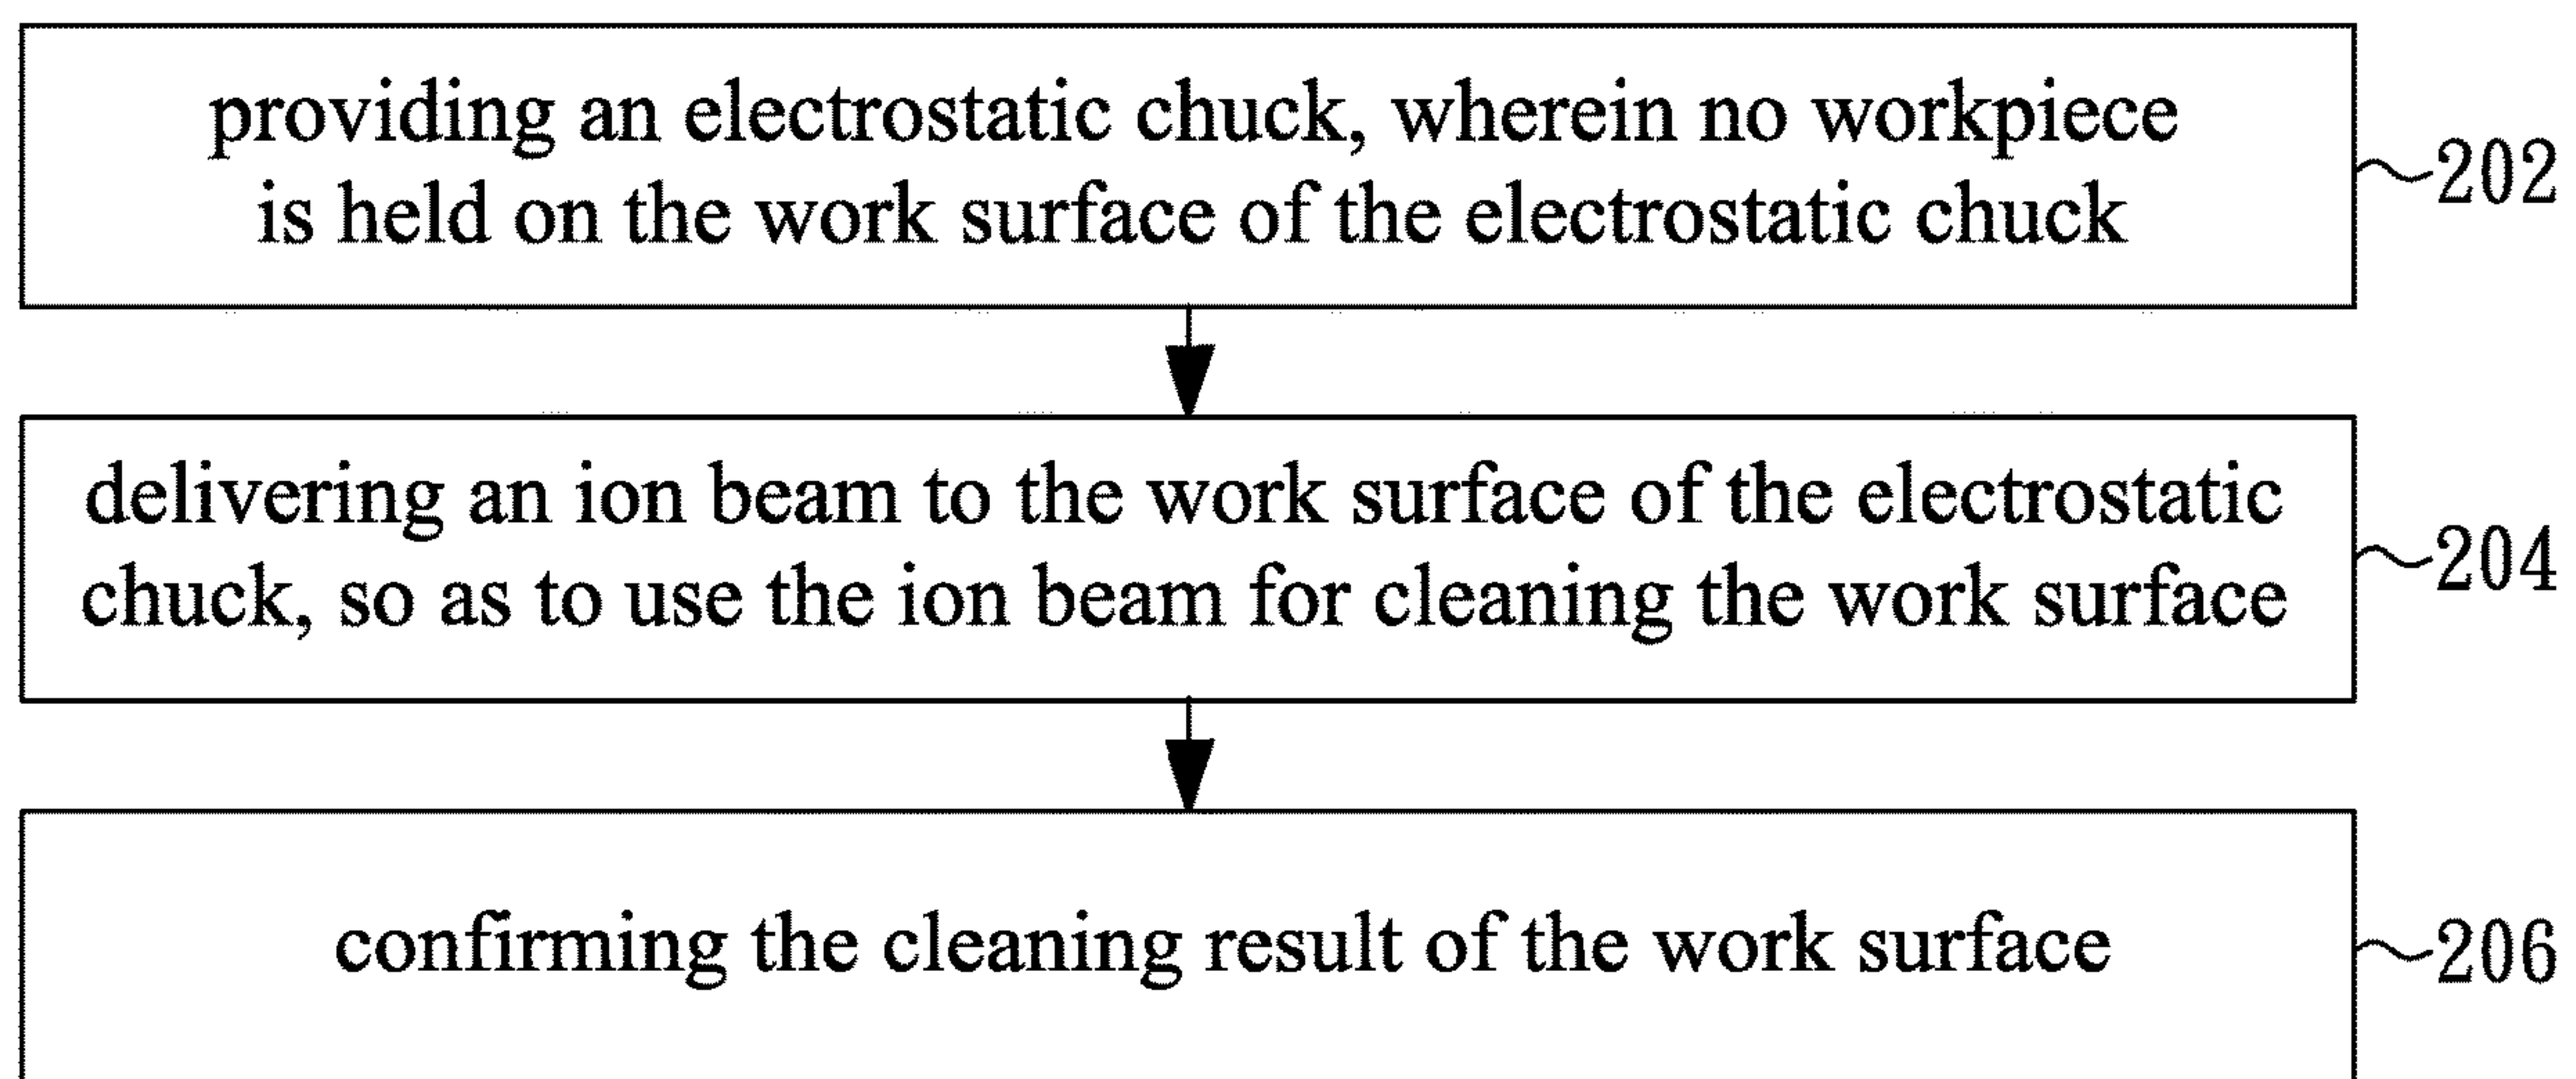 providing an electrostatic chuck, wherein no workpiece
is held on the work surface of the electrostatic chuck
202
delivering an ion beam to the work surface of the electrostatic
chuck, so as to use the ion beam for cleaning the work surface
204
confirming the cleaning result of the work surface
206